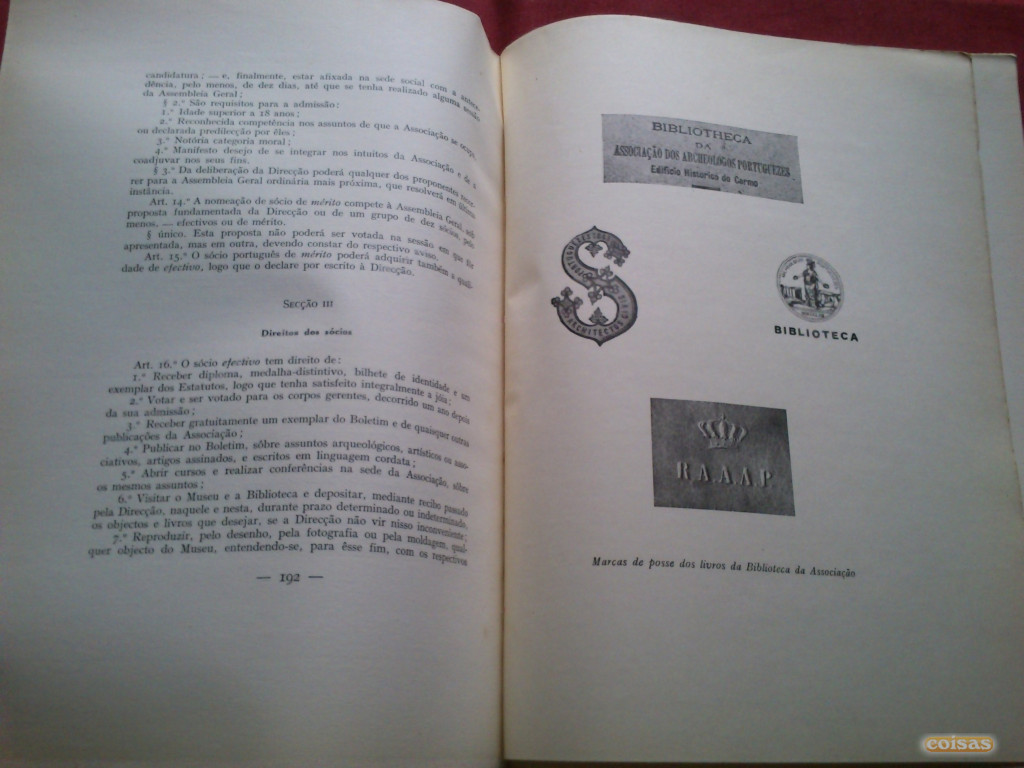 candidatura; — e, finalmente, estar afixada na sede social com a antece-
dência, pelo menos, de dez dias, até que se tenha realizado alguma sessão
da Assembleia Geral;
§ 2.º São requisitos para a admissão:
1.º Idade superior a 18 anos;
2.º Reconhecida competência nos assuntos de que a Associação se ocupe,
ou declarada predilecção por êles;
3.º Notória categoria moral;
4.º Manifesto desejo de se integrar nos intuitos da Associação e de a
coadjuvar nos seus fins.
§ 3.º Da deliberação da Direcção poderá qualquer dos proponentes recor-
rer para a Assembleia Geral ordinária mais próxima, que resolverá em última
instância.
Art. 14.º A nomeação de sócio de mérito compete à Assembleia Geral, sob
proposta fundamentada da Direcção ou de um grupo de dez sócios, pelo
menos, — efectivos ou de mérito.
§ único. Esta proposta não poderá ser votada na sessão em que fôr
apresentada, mas em outra, devendo constar do respectivo aviso.
Art. 15.º O sócio português de mérito poderá adquirir também a quali-
dade de efectivo, logo que o declare por escrito à Direcção.
Secção III
Direitos dos sócios
Art. 16.º O sócio efectivo tem direito de:
1.º Receber diploma, medalha-distintivo, bilhete de identidade e um
exemplar dos Estatutos, logo que tenha satisfeito integralmente a jóia;
2.º Votar e ser votado para os corpos gerentes, decorrido um ano depois
da sua admissão;
3.º Receber gratuitamente um exemplar do Boletim e de quaisquer outras
publicações da Associação;
4.º Publicar no Boletim, sôbre assuntos arqueológicos, artísticos ou asso-
ciativos, artigos assinados, e escritos em linguagem cordata;
5.º Abrir cursos e realizar conferências na sede da Associação, sôbre
os mesmos assuntos;
6.º Visitar o Museu e a Biblioteca e depositar, mediante recibo passado
pela Direcção, naquele e nesta, durante prazo determinado ou indeterminado,
os objectos e livros que desejar, se a Direcção não vir nisso inconveniente;
7.º Reproduzir, pelo desenho, pela fotografia ou pela moldagem, qual-
quer objecto do Museu, entendendo-se, para êsse fim, com os respectivos
— 192 —
BIBLIOTHECA
DA
ASSOCIAÇÃO DOS ARCHEOLOGOS PORTUGUEZES
Edificio Historico do Carmo
S
ARCHITECTOS
BIBLIOTECA
R.A.A.A.P
Marcas de posse dos livros da Biblioteca da Associação
coisas